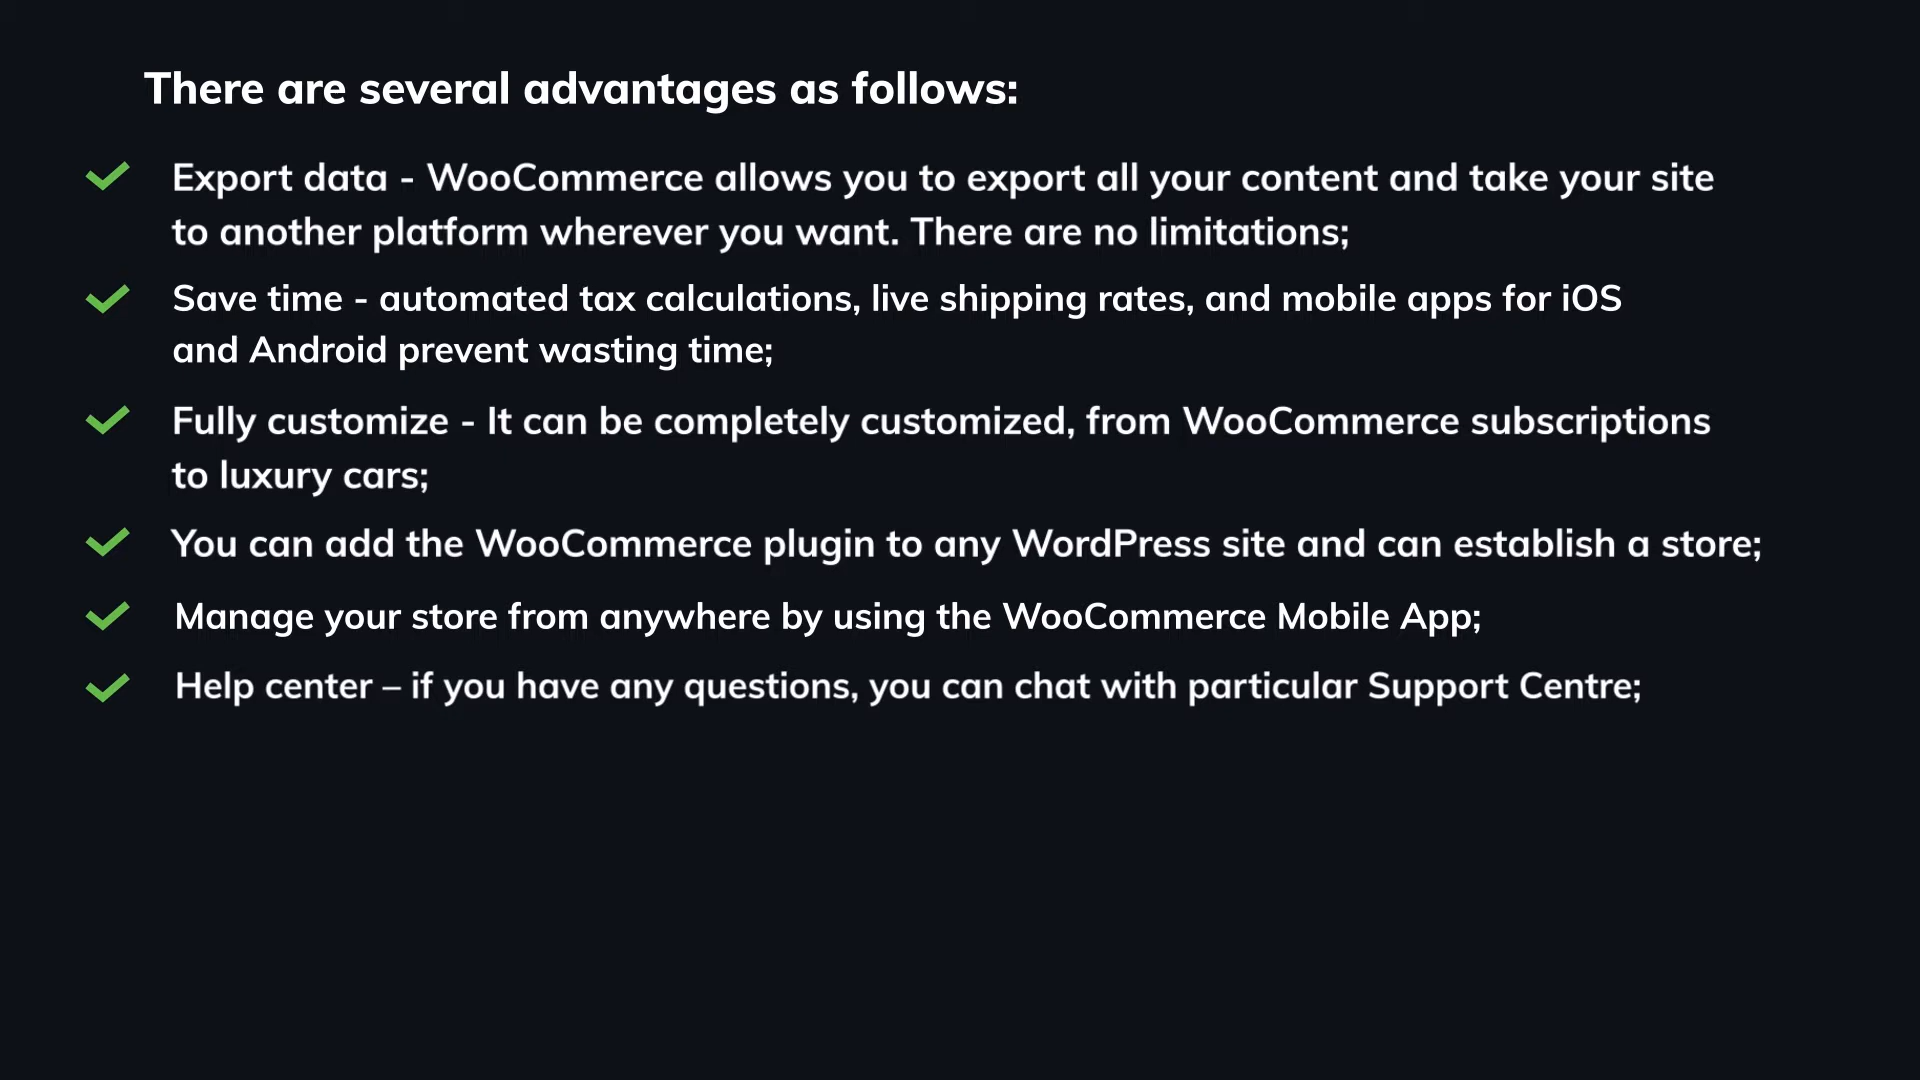 There are several advantages as follows:
Export data - WooCommerce allows you to export all your content and take your site
to another platform wherever you want. There are no limitations;
Save time - automated tax calculations, live shipping rates, and mobile apps for iOS
and Android prevent wasting time;
Fully customize - It can be completely customized, from WooCommerce subscriptions
to luxury cars;
You can add the WooCommerce plugin to any WordPress site and can establish a store;
Manage your store from anywhere by using the WooCommerce Mobile App;
Help center – if you have any questions, you can chat with particular Support Centre;